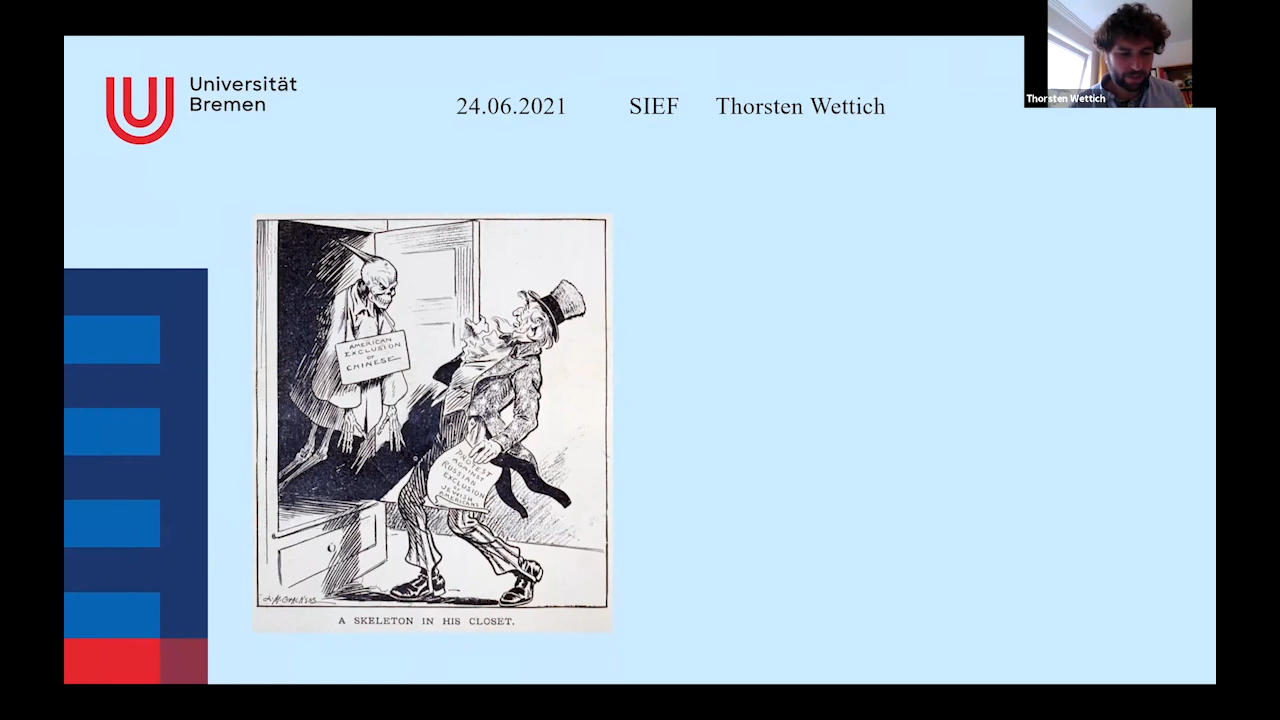 Universität
Bremen
24.06.2021 SIEF Thorsten Wettich
Thorsten Wettich
AMERICAN
EXCLUSION
OF
CHINESE
PROTEST
AGAINST
RUSSIAN
EXCLUSION
OF
JEWISH
AMERICANS
A SKELETON IN HIS CLOSET.